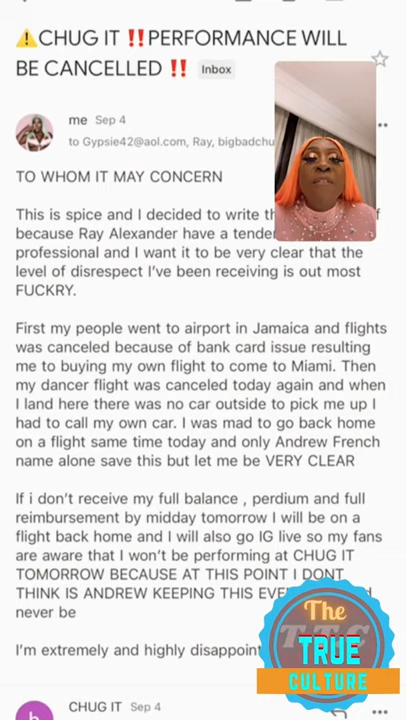 ⚠️CHUG IT ‼️PERFORMANCE WILL
BE CANCELLED ‼️ Inbox
me Sep 4
to Gypsie42@aol.com, Ray, bigbadchu
TO WHOM IT MAY CONCERN
This is spice and I decided to write f
because Ray Alexander have a
professional and I want it to be very clear that the
level of disrespect I've been receiving is out most
FUCKRY.
First my people went to airport in Jamaica and flights
was canceled because of bank card issue resulting
me to buying my own flight to come to Miami. Then
my dancer flight was canceled today again and when
I land here there was no car outside to pick me up I
had to call my own car. I was mad to go back home
on a flight same time today and only Andrew French
name alone save this but let me be VERY CLEAR
If i don't receive my full balance , perdium and full
reimbursement by midday tomorrow I will be on a
flight back home and I will also go IG live so my fans
are aware that I won't be performing at CHUG IT
TOMORROW BECAUSE AT THIS POINT I DONT
THINK IS ANDREW KEEPING THIS
never be
I'm extremely and highly
The
T.T.C
TRUE
CULTURE
b
CHUG IT Sep 4